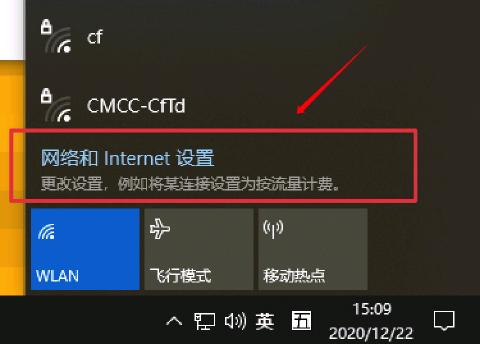 cf
CMCC-CfTd
网络和 Internet 设置
更改设置，例如将某连接设置为按流量计费。
WLAN
飞行模式
移动热点
英
五
15:09
2020/12/22